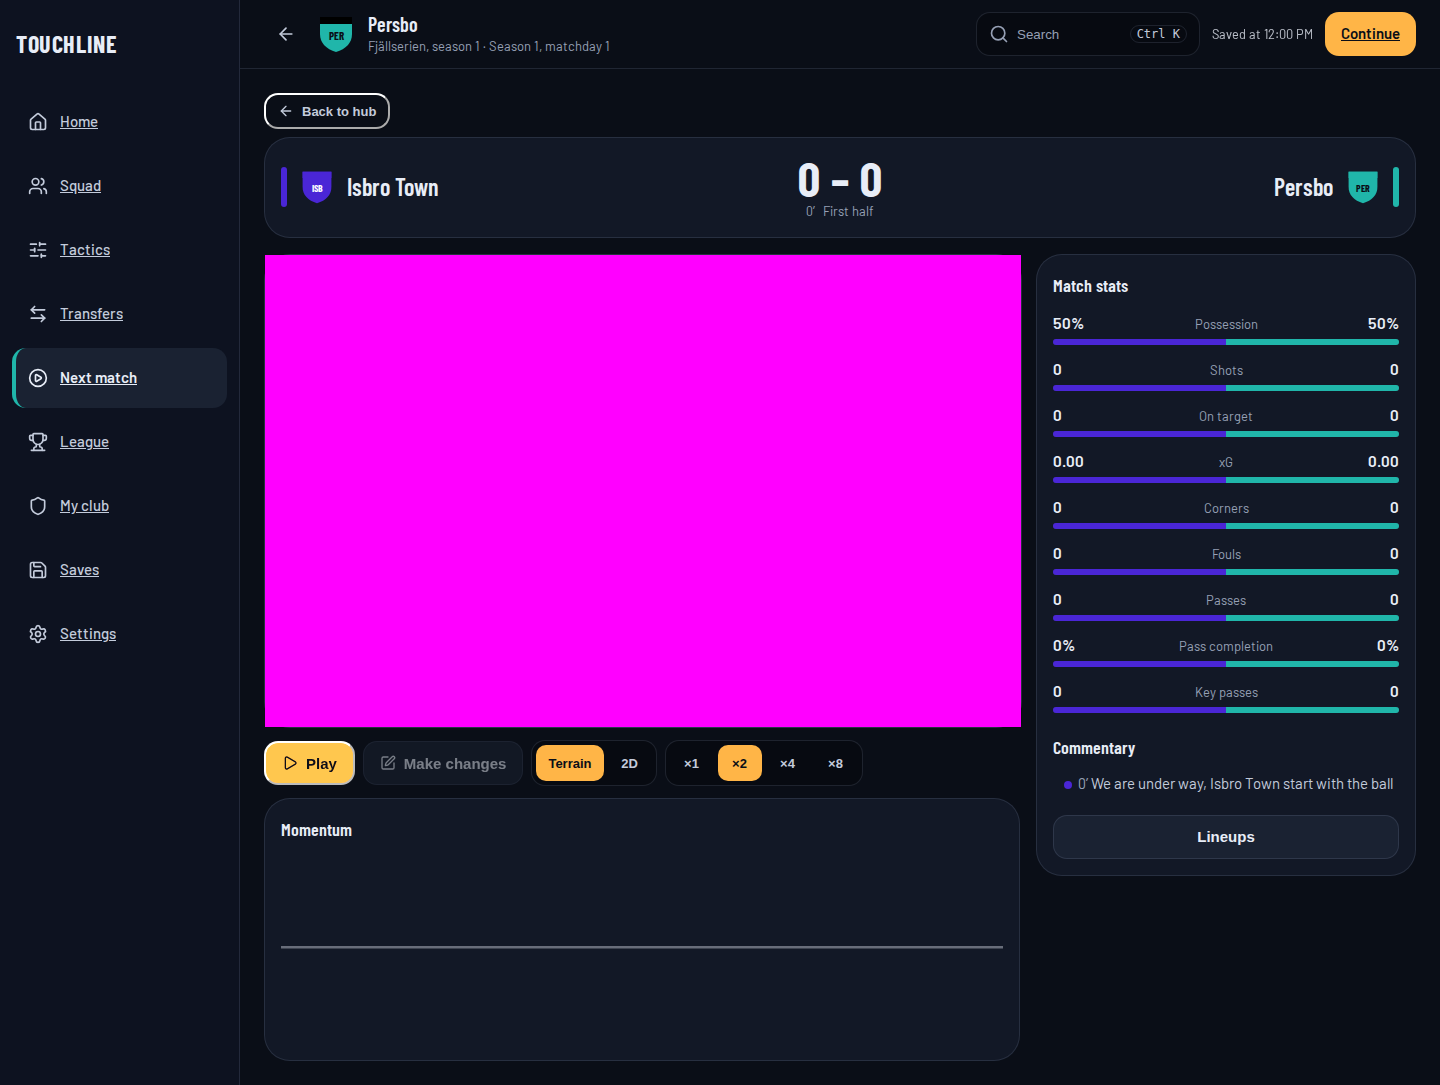 TOUCHLINE
Home
Squad
Tactics
Transfers
Next match
League
My club
Saves
Settings
PER
Persbo
Fjällserien, season 1 · Season 1, matchday 1
Search
Ctrl K
Saved at 12:00 PM
Continue
Back to hub
ISB
Isbro Town
0 – 0
0′ First half
Persbo
PER
Play
Make changes
Terrain
2D
×1
×2
×4
×8
Momentum
Match stats
50% Possession 50%
0 Shots 0
0 On target 0
0.00 xG 0.00
0 Corners 0
0 Fouls 0
0 Passes 0
0% Pass completion 0%
0 Key passes 0
Commentary
0′ We are under way, Isbro Town start with the ball
Lineups